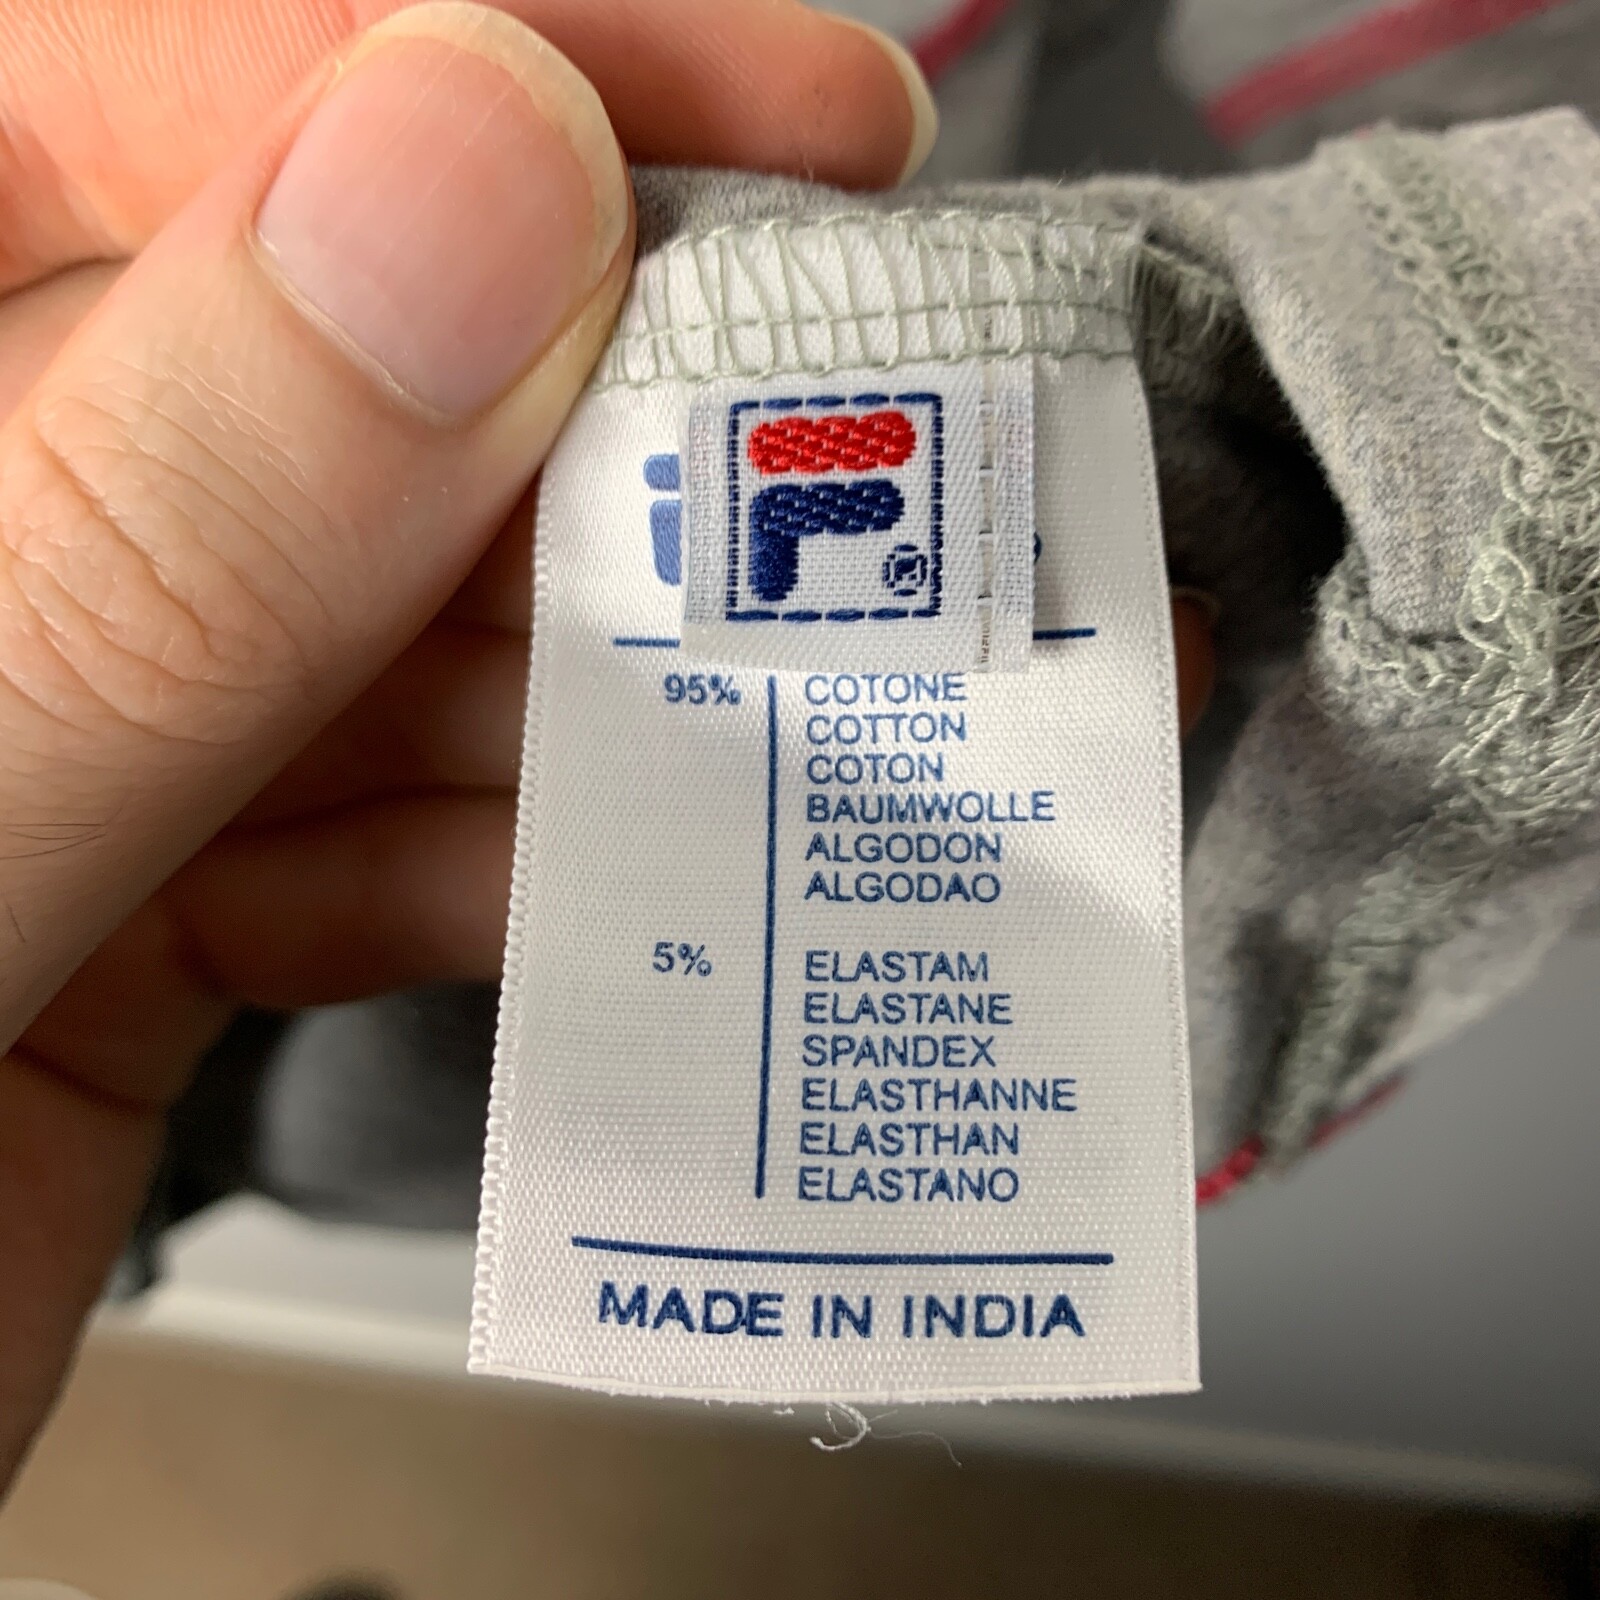 F
®
95% COTONE
COTTON
COTON
BAUMWOLLE
ALGODON
ALGODAO
5% ELASTAM
ELASTANE
SPANDEX
ELASTHANNE
ELASTHAN
ELASTANO
MADE IN INDIA